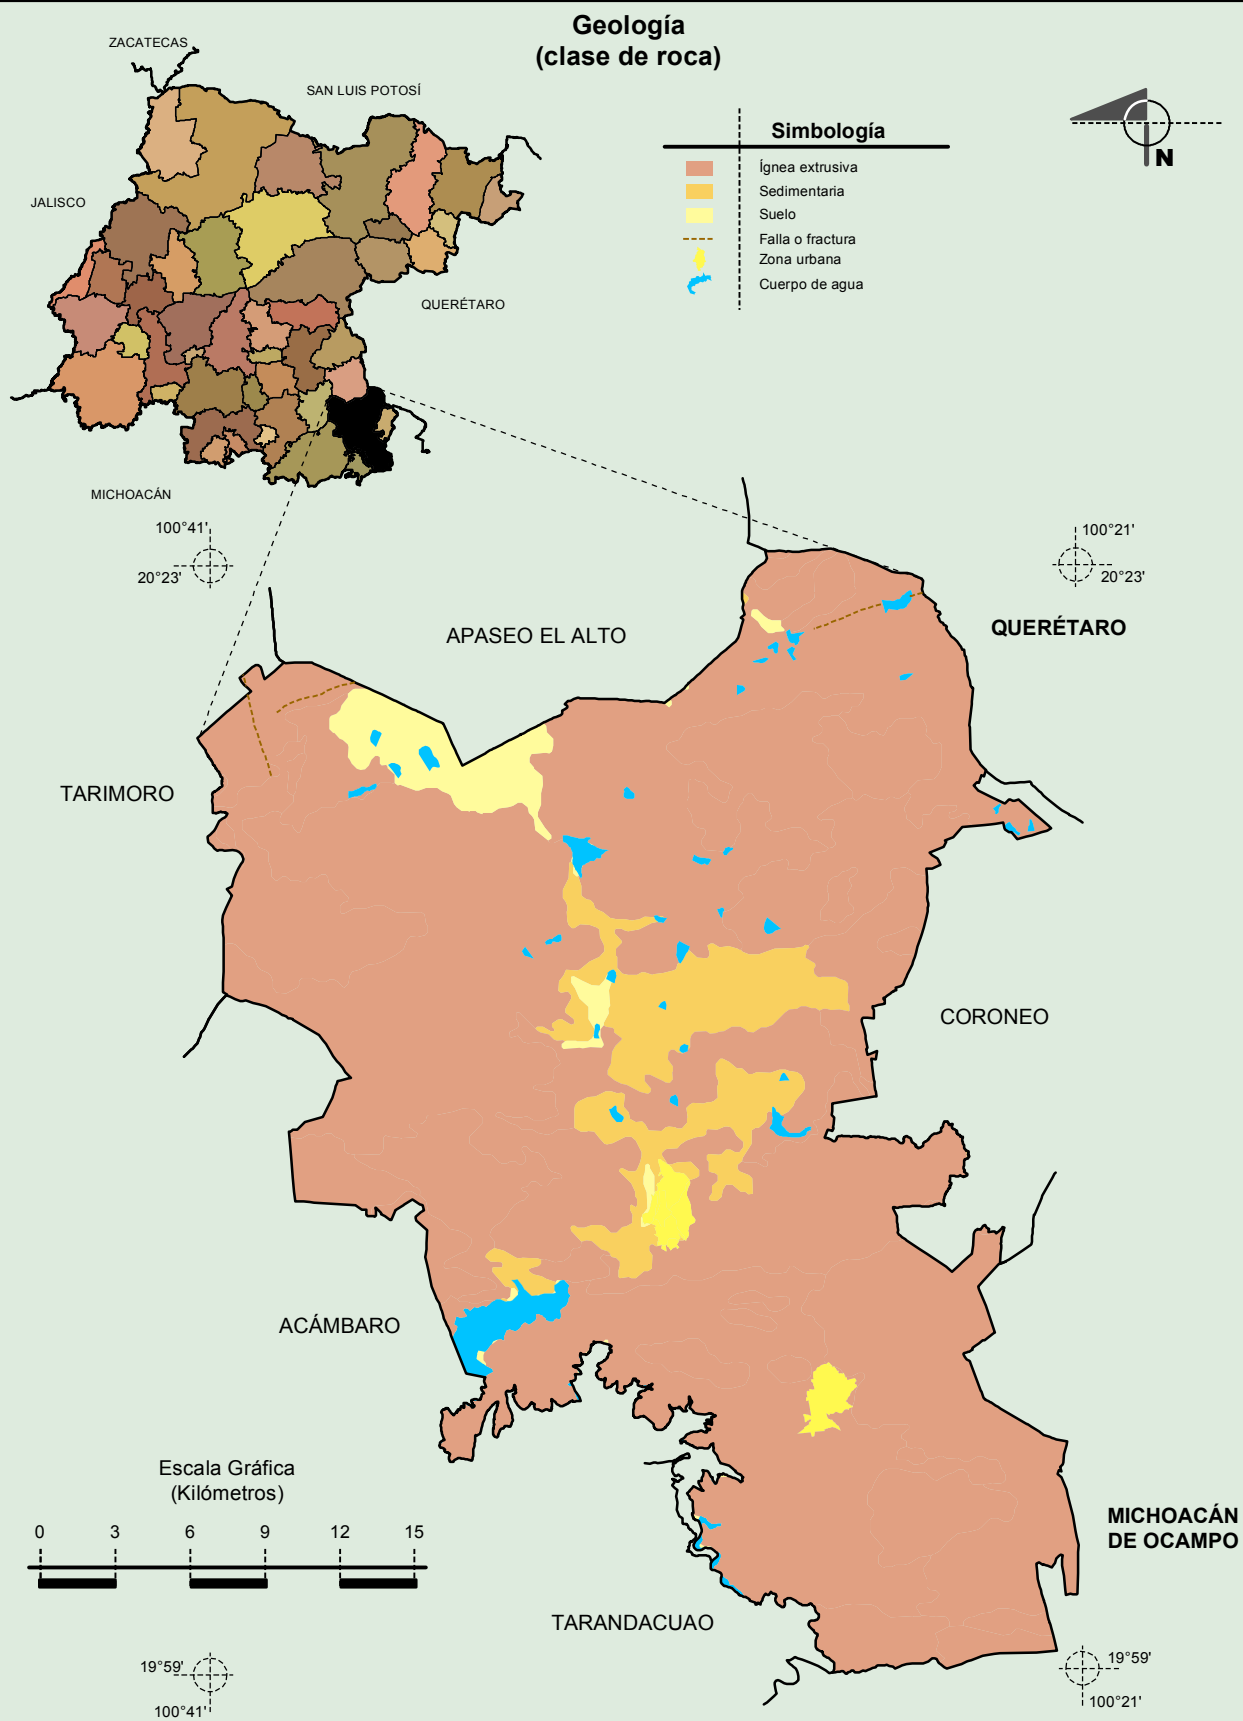 Geología
(clase de roca)
ZACATECAS
SAN LUIS POTOSÍ
JALISCO
QUERÉTARO
MICHOACÁN
Simbología
Ígnea extrusiva
Sedimentaria
Suelo
Falla o fractura
Zona urbana
Cuerpo de agua
N
100°41'
20°23'
100°21'
20°23'
APASEO EL ALTO
QUERÉTARO
TARIMORO
CORONEO
ACÁMBARO
Escala Gráfica
(Kilómetros)
0 3 6 9 12 15
MICHOACÁN
DE OCAMPO
TARANDACUAO
19°59'
100°41'
19°59'
100°21'